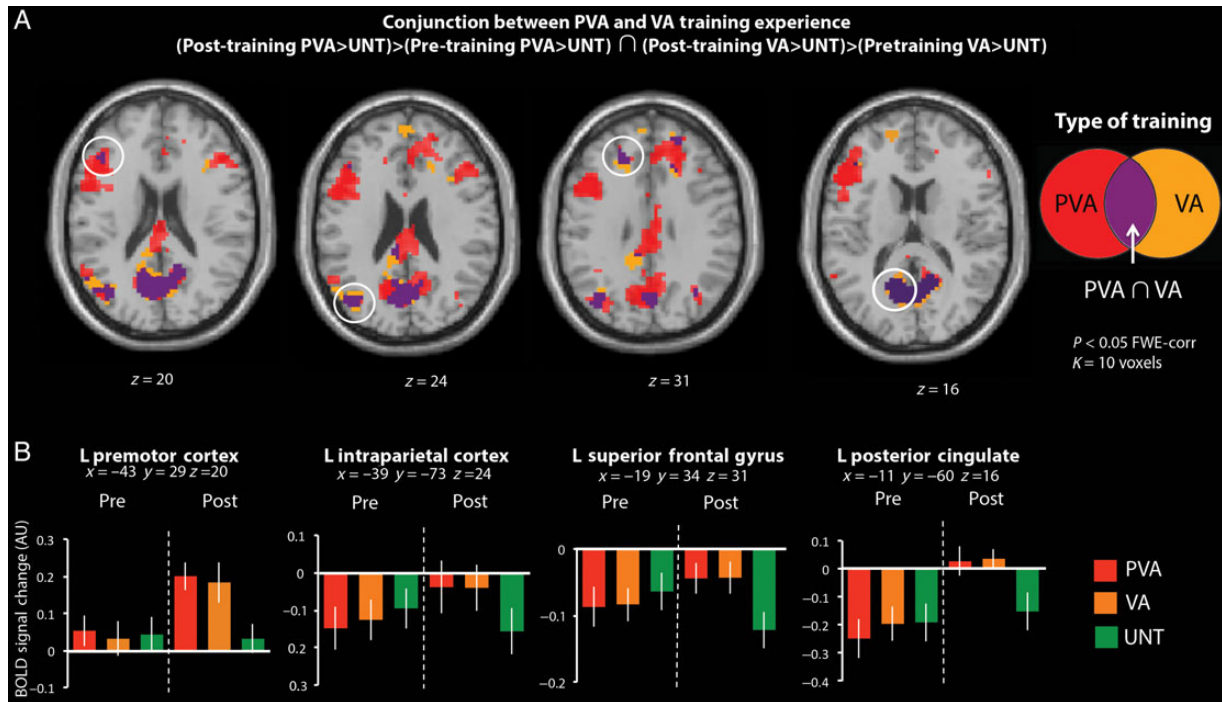 A
Conjunction between PVA and VA training experience
(Post-training PVA>UNT)>(Pre-training PVA>UNT) ∩ (Post-training VA>UNT)>(Pretraining VA>UNT)
z = 20
z = 24
z = 31
z = 16
Type of training
PVA
VA
PVA ∩ VA
P < 0.05 FWE-corr
K = 10 voxels
B
L premotor cortex
x = −43 y = 29 z =20
Pre Post
BOLD signal change (AU)
0.3
0.2
0.1
0
−0.1
L intraparietal cortex
x = −39 y = −73 z=24
Pre Post
0.1
0
−0.1
0.2
0.3
L superior frontal gyrus
x = −19 y = 34 z=31
Pre Post
0
−0.1
−0.2
L posterior cingulate
x = −11 y = −60 z=16
Pre Post
0.1
0
−0.1
−0.2
−0.3
−0.4
PVA
VA
UNT